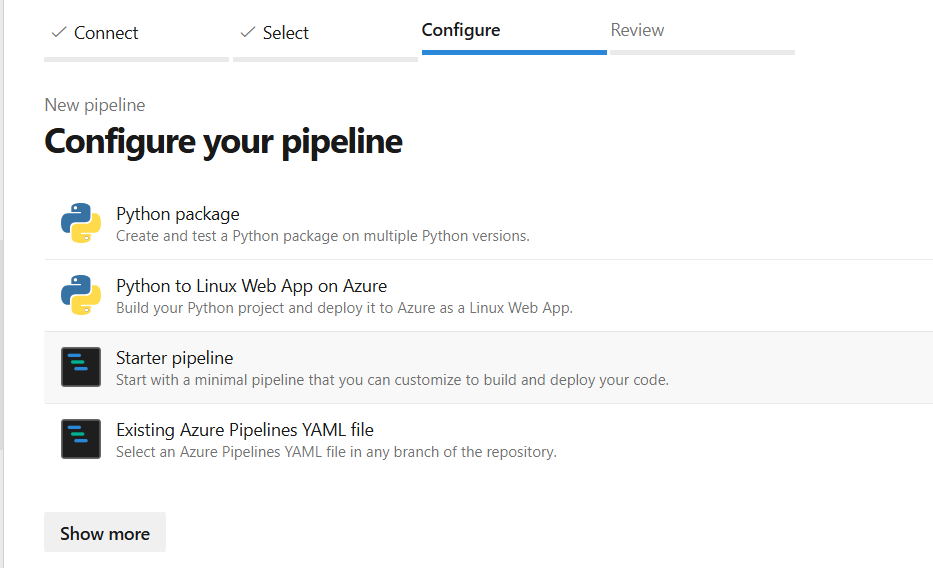 Connect
Select
Configure
Review
New pipeline
Configure your pipeline
Python package
Create and test a Python package on multiple Python versions.
Python to Linux Web App on Azure
Build your Python project and deploy it to Azure as a Linux Web App.
Starter pipeline
Start with a minimal pipeline that you can customize to build and deploy your code.
Existing Azure Pipelines YAML file
Select an Azure Pipelines YAML file in any branch of the repository.
Show more